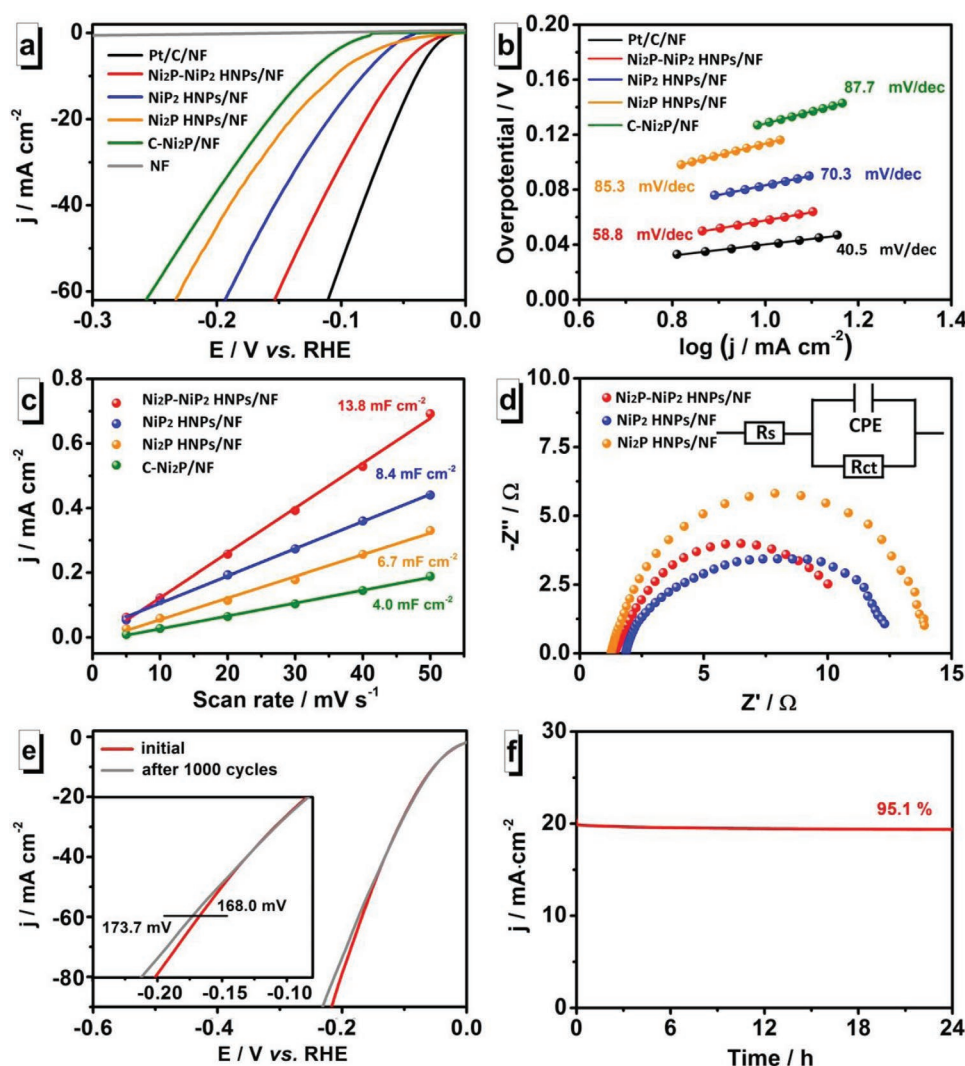 a
Pt/C/NF
Ni₂P-NiP₂ HNPs/NF
NiP₂ HNPs/NF
Ni₂P HNPs/NF
C-Ni₂P/NF
NF
j / mA cm⁻²
0
-20
-40
-60
-0.3
-0.2
-0.1
0.0
E / V vs. RHE
b
Pt/C/NF
Ni₂P-NiP₂ HNPs/NF
NiP₂ HNPs/NF
Ni₂P HNPs/NF
C-Ni₂P/NF
87.7 mV/dec
85.3 mV/dec
70.3 mV/dec
58.8 mV/dec
40.5 mV/dec
Overpotential / V
0.20
0.16
0.12
0.08
0.04
0.00
0.6
0.8
1.0
1.2
1.4
log (j / mA cm⁻²)
c
Ni₂P-NiP₂ HNPs/NF
NiP₂ HNPs/NF
Ni₂P HNPs/NF
C-Ni₂P/NF
13.8 mF cm⁻²
8.4 mF cm⁻²
6.7 mF cm⁻²
4.0 mF cm⁻²
j / mA cm⁻²
0.8
0.6
0.4
0.2
0.0
0
10
20
30
40
50
Scan rate / mV s⁻¹
d
Ni₂P-NiP₂ HNPs/NF
NiP₂ HNPs/NF
Ni₂P HNPs/NF
Rs
CPE
Rct
-Z'' / Ω
10.0
7.5
5.0
2.5
0.0
0
5
10
15
Z' / Ω
e
initial
after 1000 cycles
-20
-40
-60
-80
168.0 mV
173.7 mV
-0.20
-0.15
-0.10
j / mA cm⁻²
0
-20
-40
-60
-80
-0.6
-0.4
-0.2
0.0
E / V vs. RHE
f
95.1 %
j / mA·cm⁻²
30
20
10
0
0
6
12
18
24
Time / h